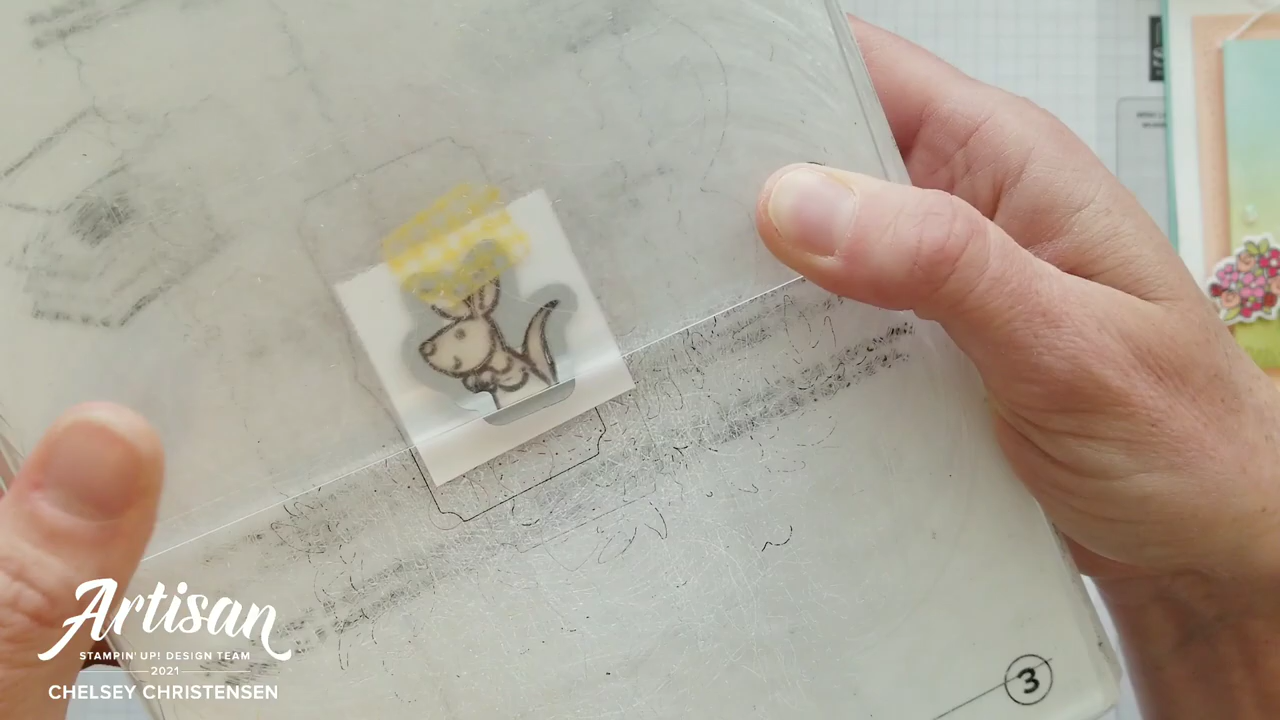 3
Artisan
STAMPIN' UP! DESIGN TEAM
2021
CHELSEY CHRISTENSEN